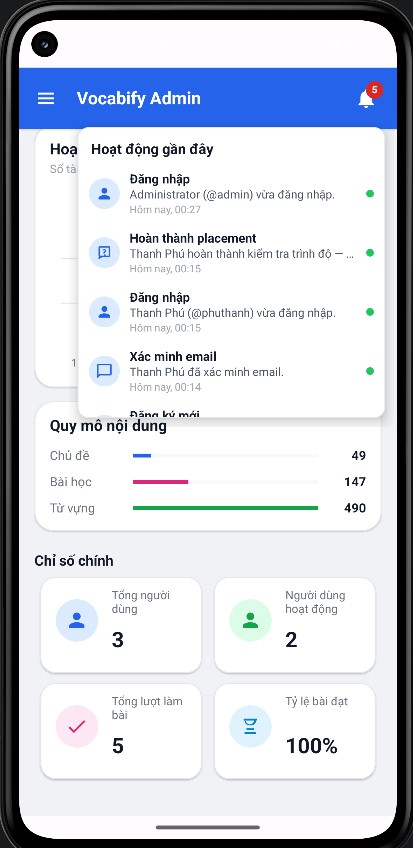 Vocabify Admin
5
Hoạt động gần đây
Đăng nhập
Administrator (@admin) vừa đăng nhập.
Hôm nay, 00:27
Hoàn thành placement
Thanh Phú hoàn thành kiểm tra trình độ — ...
Hôm nay, 00:15
Đăng nhập
Thanh Phú (@phuthanh) vừa đăng nhập.
Hôm nay, 00:15
Xác minh email
Thanh Phú đã xác minh email.
Hôm nay, 00:14
Đăng ký mới
Hoạ
Số tà
1
Quy mô nội dung
Chủ đề 49
Bài học 147
Từ vựng 490
Chỉ số chính
Tổng người
dùng
3
Người dùng
hoạt động
2
Tổng lượt làm
bài
5
Tỷ lệ bài đạt
100%